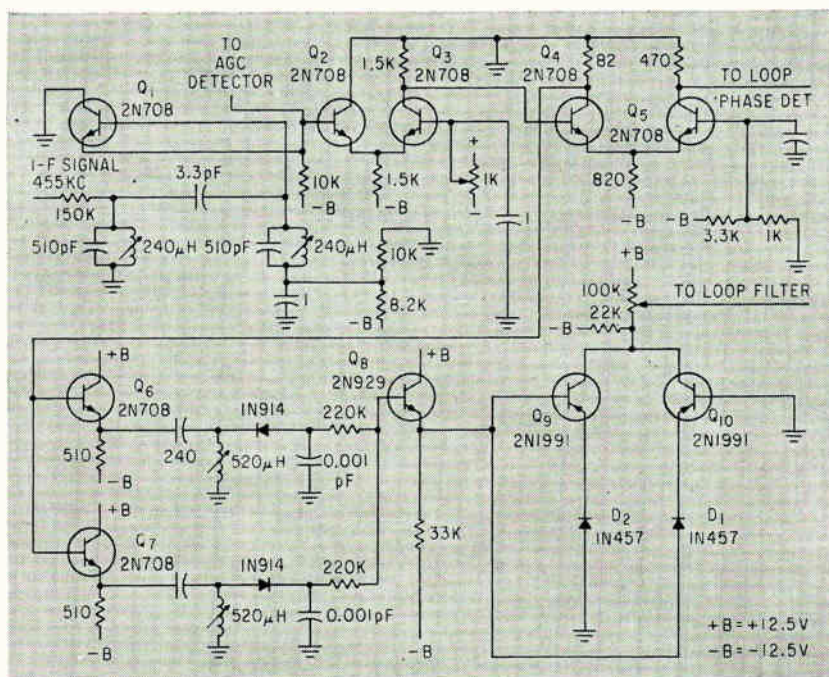 TO
AGC
DETECTOR
Q1
2N708
Q2
2N708
1.5K
Q3
2N708
Q4
2N708
82
470
TO LOOP
PHASE DET
Q5
2N708
I-F SIGNAL
455KC
150K
3.3pF
10K
-B
1.5K
-B
+
1K
-
1
820
-B
-B
3.3K
1K
510pF
240μH
510pF
240μH
10K
8.2K
-B
1
+B
100K
TO LOOP FILTER
22K
-B
+B
Q6
2N708
510
-B
240
520μH
1N914
0.001
pF
220K
Q8
2N929
+B
33K
-B
Q9
2N1991
Q10
2N1991
D2
1N457
D1
1N457
+B
Q7
2N708
510
-B
520μH
1N914
0.001pF
220K
+B=+12.5V
-B=-12.5V